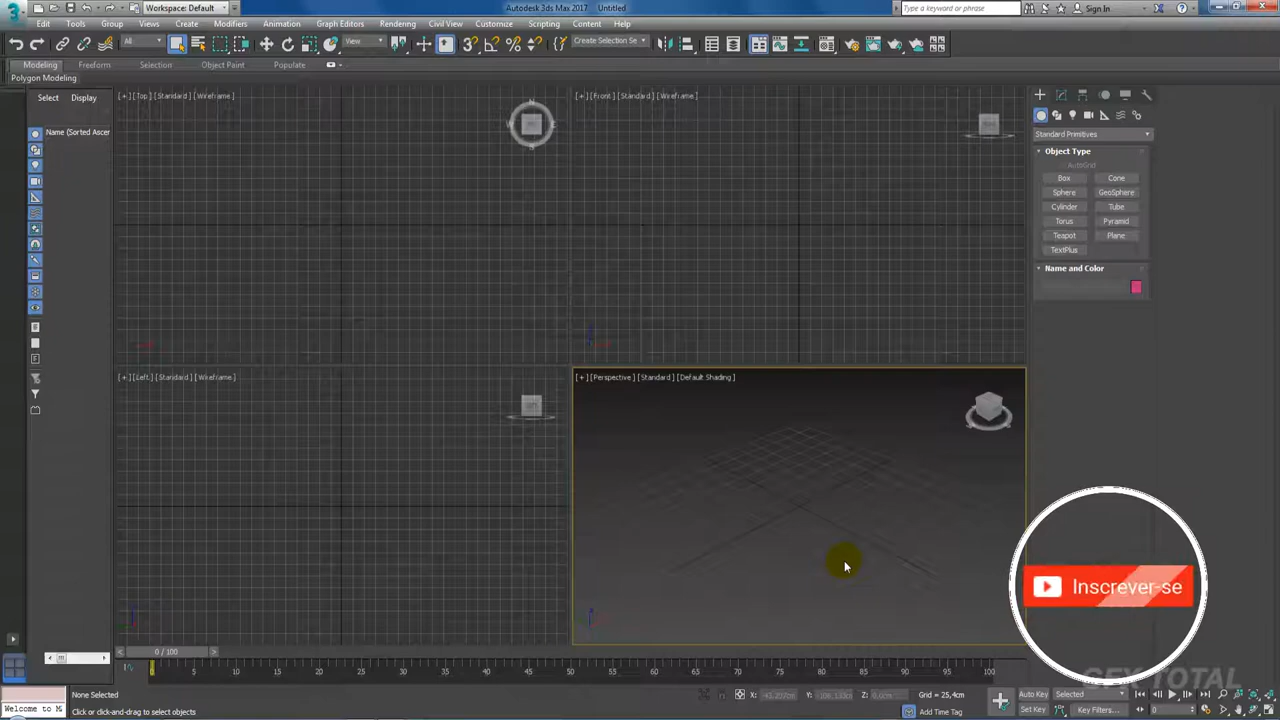 Workspace: Default
Autodesk 3ds Max 2017 Untitled
Type a keyword or phrase
Sign In
Edit Tools Group Views Create Modifiers Animation Graph Editors Rendering Civil View Customize Scripting Content Help
All
View
Create Selection Se
Modeling Freeform Selection Object Paint Populate
Polygon Modeling
Select Display
Name (Sorted Ascer
[+] [Top] [Standard] [Wireframe]
[+] [Front] [Standard] [Wireframe]
Standard Primitives
Object Type
AutoGrid
Box Cone
Sphere GeoSphere
Cylinder Tube
Torus Pyramid
Teapot Plane
TextPlus
Name and Color
[+] [Left] [Standard] [Wireframe]
[+] [Perspective] [Standard] [Default Shading]
Inscrever-se
0 / 100
0 5 10 15 20 25 30 35 40 45 50 55 60 65 70 75 80 85 90 95 100
GFX TOTAL
None Selected
X: Y: Z: 0,0cm
Grid = 25,4cm
Auto Key Selected
Welcome to M
Click or click-and-drag to select objects
Add Time Tag
Set Key Key Filters...
0